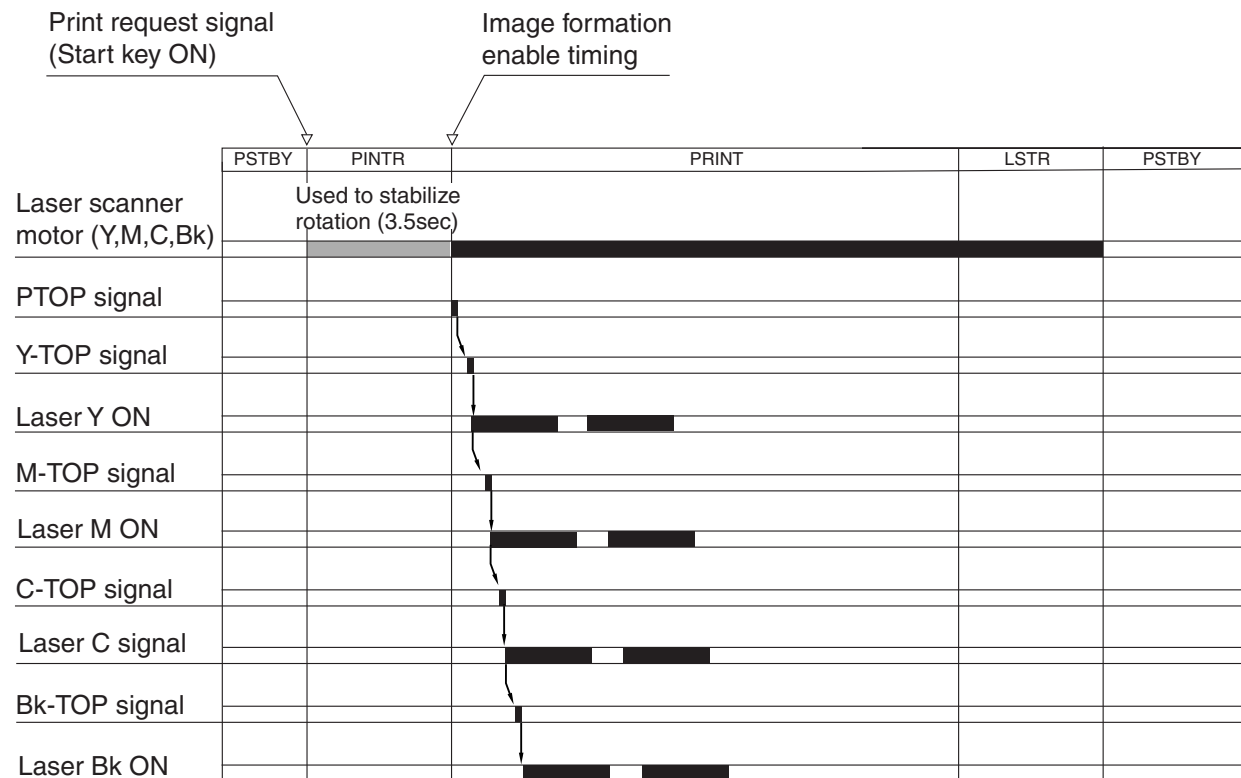 Print request signal
(Start key ON)
Image formation
enable timing
PSTBY PINTR PRINT LSTR PSTBY
Used to stabilize
rotation (3.5sec)
Laser scanner
motor (Y,M,C,Bk)
PTOP signal
Y-TOP signal
Laser Y ON
M-TOP signal
Laser M ON
C-TOP signal
Laser C signal
Bk-TOP signal
Laser Bk ON